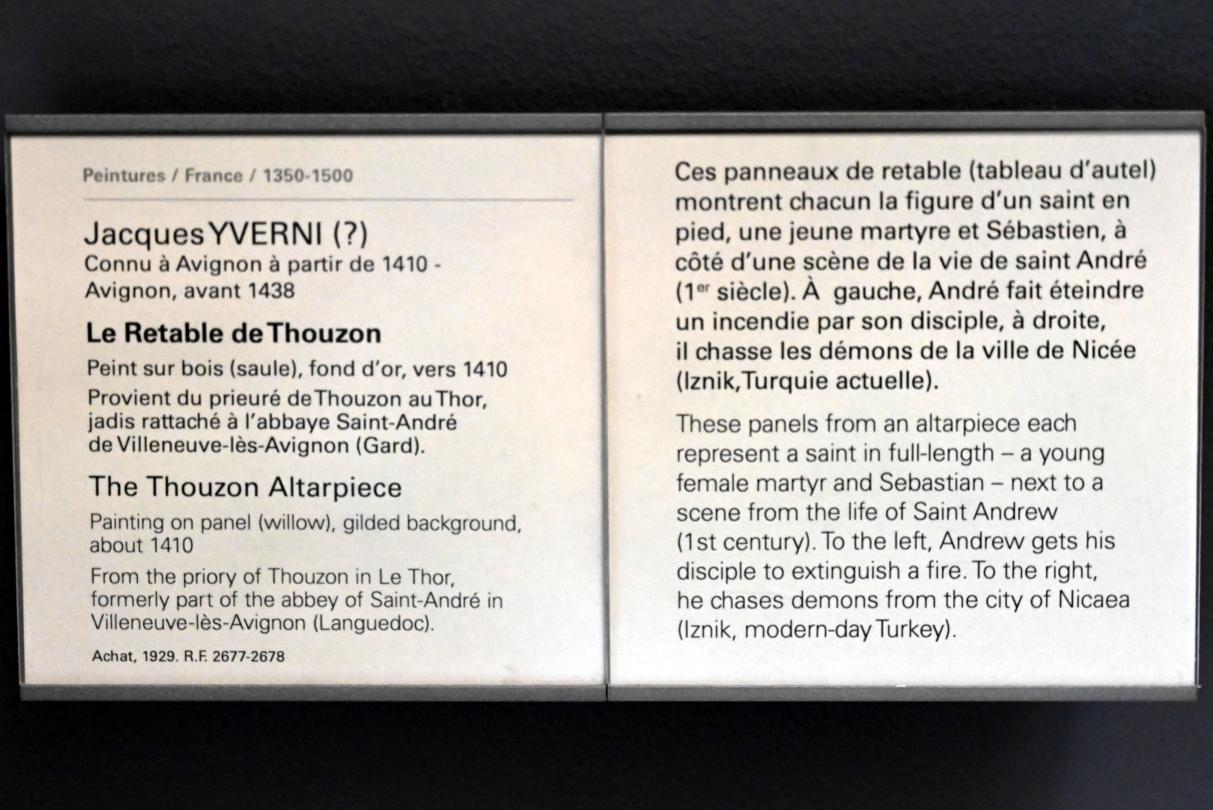 Peintures / France / 1350-1500
Jacques YVERNI (?)
Connu à Avignon à partir de 1410 -
Avignon, avant 1438
Le Retable de Thouzon
Peint sur bois (saule), fond d'or, vers 1410
Provient du prieuré de Thouzon au Thor,
jadis rattaché à l'abbaye Saint-André
de Villeneuve-lès-Avignon (Gard).
The Thouzon Altarpiece
Painting on panel (willow), gilded background,
about 1410
From the priory of Thouzon in Le Thor,
formerly part of the abbey of Saint-André in
Villeneuve-lès-Avignon (Languedoc).
Achat, 1929. R.F. 2677-2678
Ces panneaux de retable (tableau d'autel)
montrent chacun la figure d'un saint en
pied, une jeune martyre et Sébastien, à
côté d'une scène de la vie de saint André
(1er siècle). À gauche, André fait éteindre
un incendie par son disciple, à droite,
il chasse les démons de la ville de Nicée
(Iznik, Turquie actuelle).
These panels from an altarpiece each
represent a saint in full-length – a young
female martyr and Sebastian – next to a
scene from the life of Saint Andrew
(1st century). To the left, Andrew gets his
disciple to extinguish a fire. To the right,
he chases demons from the city of Nicaea
(Iznik, modern-day Turkey).